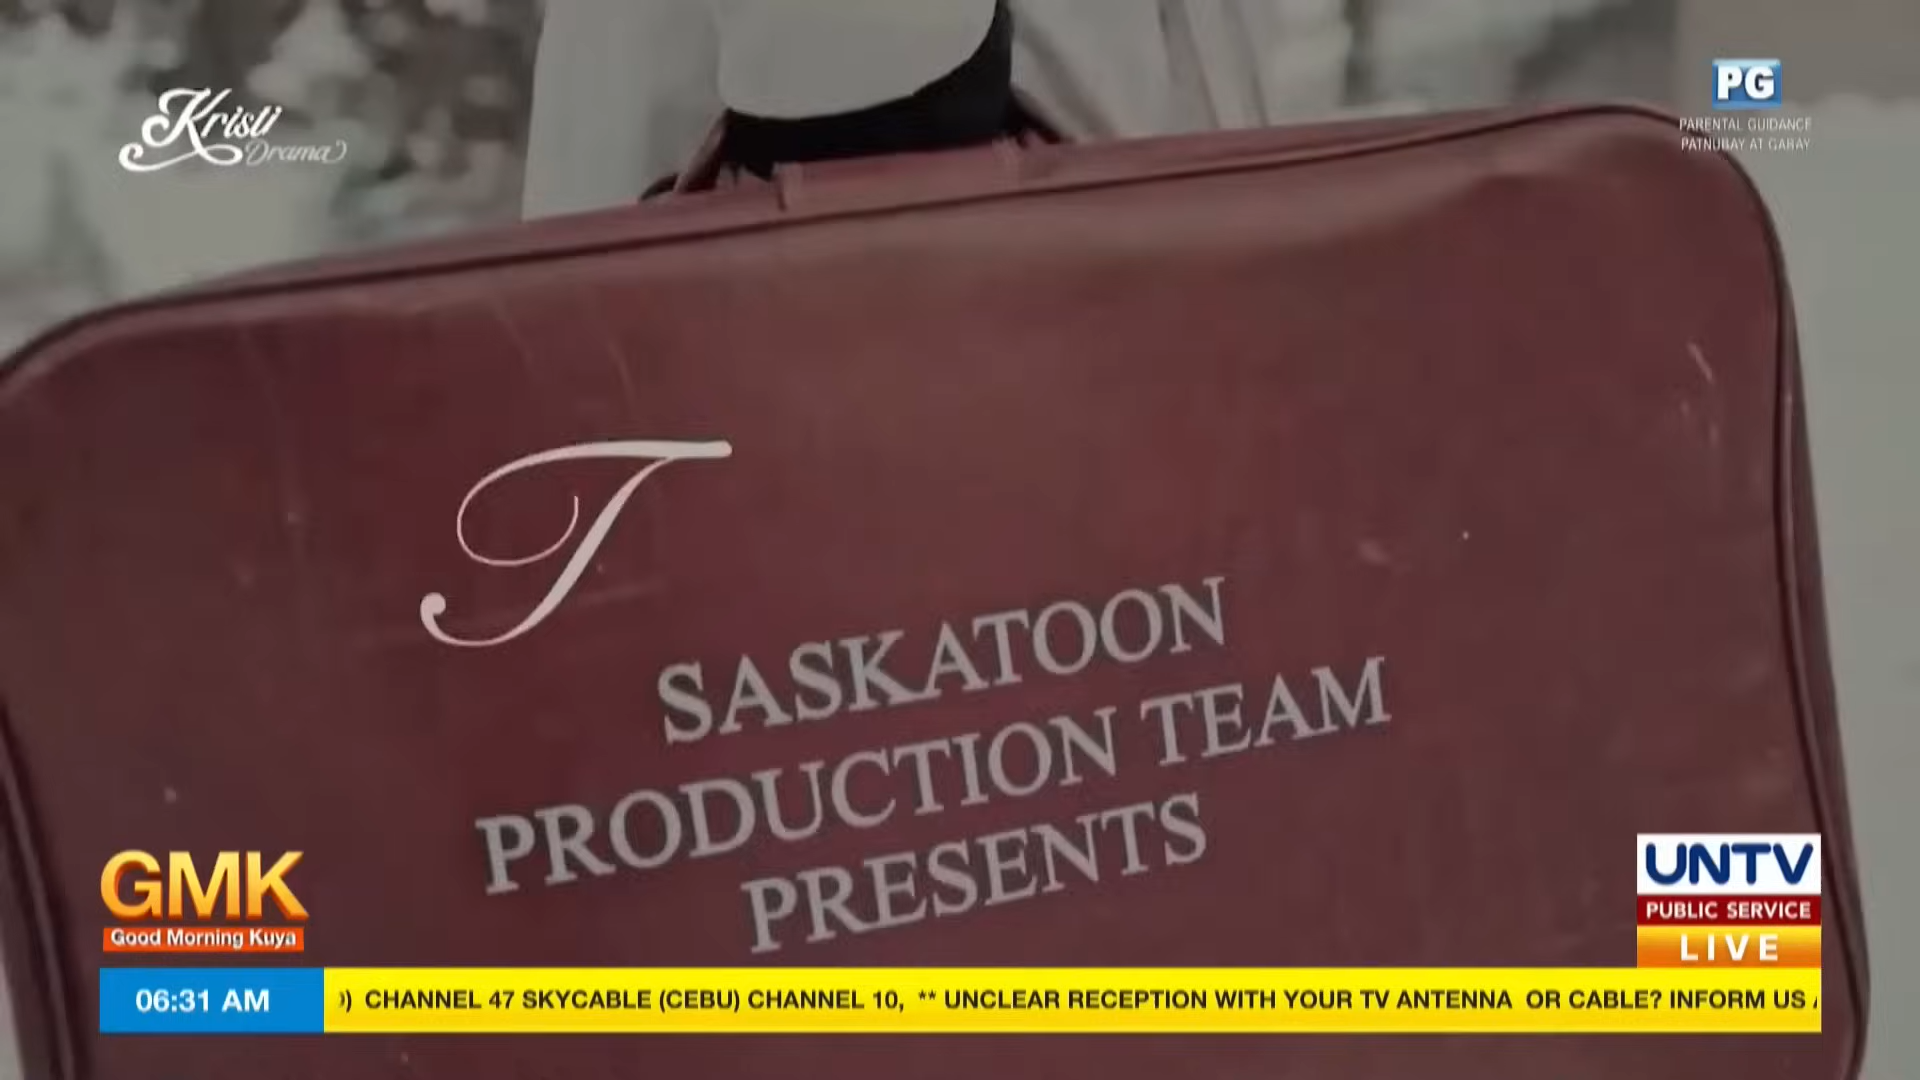 Kristi
Drama
PG
PARENTAL GUIDANCE
PATNUBAY AT GABAY
T
SASKATOON
PRODUCTION TEAM
PRESENTS
GMK
Good Morning Kuya
UNTV
PUBLIC SERVICE
LIVE
06:31 AM
) CHANNEL 47 SKYCABLE (CEBU) CHANNEL 10, ** UNCLEAR RECEPTION WITH YOUR TV ANTENNA OR CABLE? INFORM US